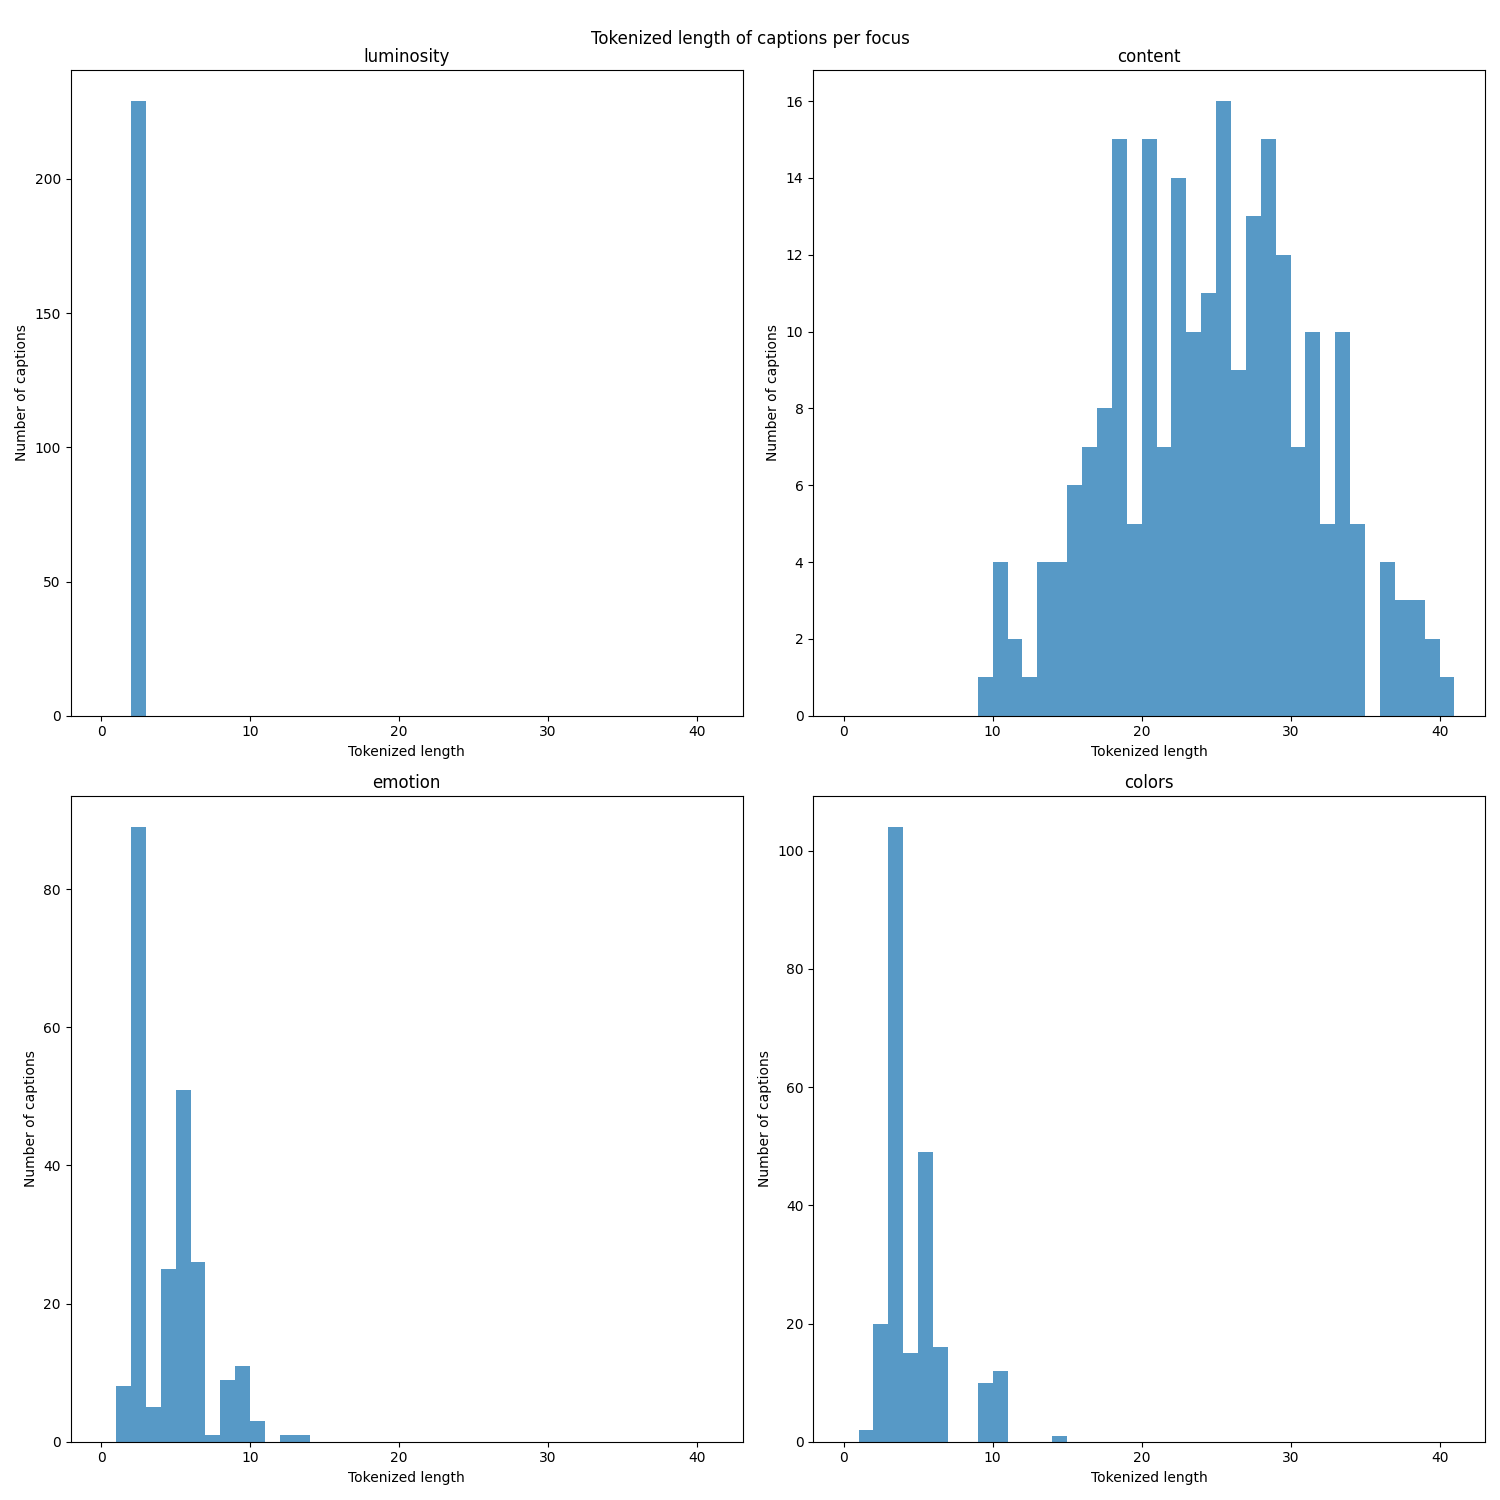 Tokenized length of captions per focus
luminosity
200
150
100
50
0
Number of captions
0 10 20 30 40
Tokenized length
content
16
14
12
10
8
6
4
2
0
Number of captions
0 10 20 30 40
Tokenized length
emotion
80
60
40
20
0
Number of captions
0 10 20 30 40
Tokenized length
colors
100
80
60
40
20
0
Number of captions
0 10 20 30 40
Tokenized length